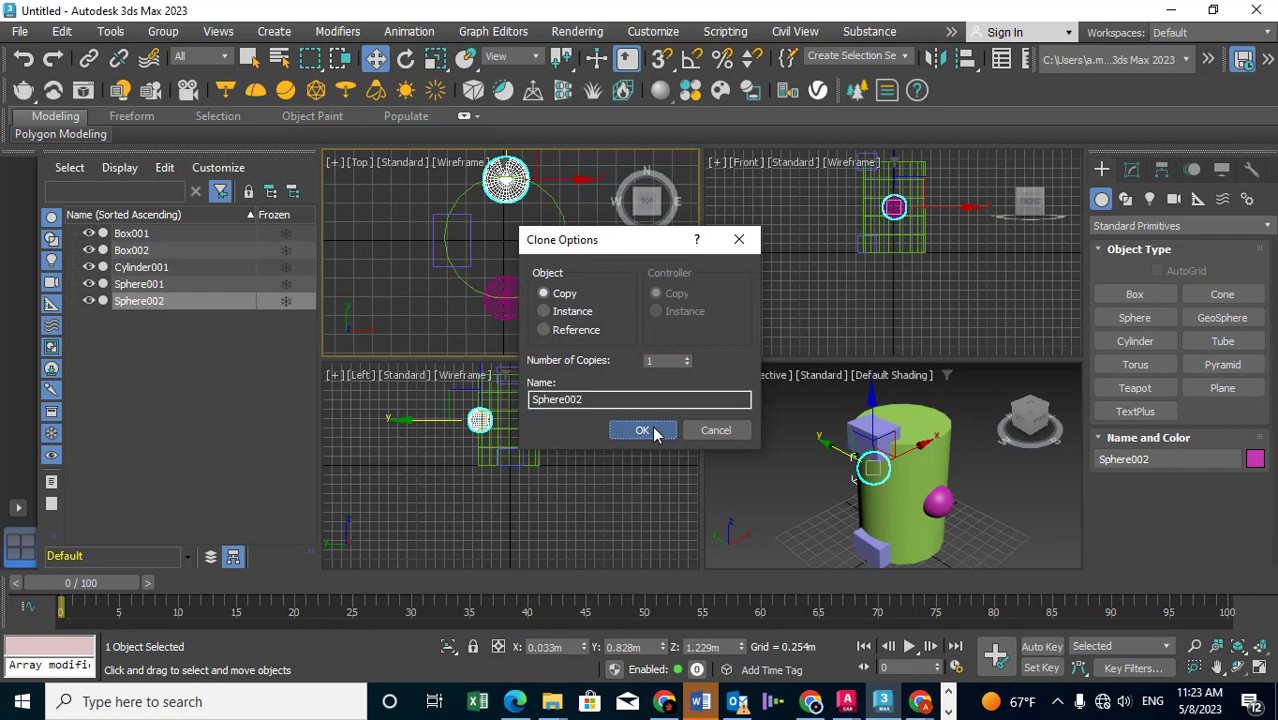 Untitled - Autodesk 3ds Max 2023
File Edit Tools Group Views Create Modifiers Animation Graph Editors Rendering Customize Scripting Civil View Substance Sign In Workspaces: Default
All View Create Selection Se C:\Users\a.m...3ds Max 2023
Modeling Freeform Selection Object Paint Populate
Polygon Modeling
Select Display Edit Customize
Name (Sorted Ascending) Frozen
Box001
Box002
Cylinder001
Sphere001
Sphere002
Default
[+] [Top] [Standard] [Wireframe]
N
W TOP E
[+] [Front] [Standard] [Wireframe]
FRONT
[+] [Left] [Standard] [Wireframe]
[Standard] [Default Shading]
y
x
z
Clone Options ?
Object
Copy
Instance
Reference
Controller
Copy
Instance
Number of Copies: 1
Name:
Sphere002
OK Cancel
Standard Primitives
Object Type
AutoGrid
Box Cone
Sphere GeoSphere
Cylinder Tube
Torus Pyramid
Teapot Plane
TextPlus
Name and Color
Sphere002
0 / 100
0 5 10 15 20 25 30 35 40 45 50 55 60 65 70 75 80 85 90 95 100
1 Object Selected X: 0.033m Y: 0.828m Z: 1.229m Grid = 0.254m Auto Key Selected
Array modifi Click and drag to select and move objects Enabled: 0 Add Time Tag 0 Set Key Key Filters...
Type here to search 67°F ENG 11:23 AM 5/8/2023 12